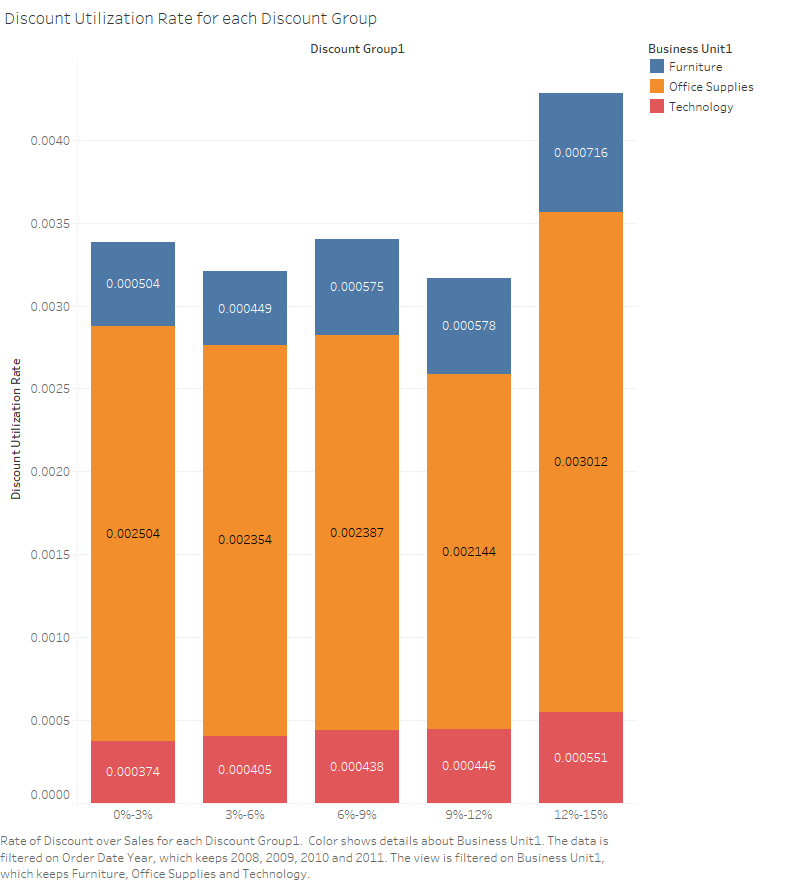 Discount Utilization Rate for each Discount Group
Discount Group1
Business Unit1
Furniture
Office Supplies
Technology
Discount Utilization Rate
0.0040
0.0035
0.0030
0.0025
0.0020
0.0015
0.0010
0.0005
0.0000
0.000504
0.002504
0.000374
0.000449
0.002354
0.000405
0.000575
0.002387
0.000438
0.000578
0.002144
0.000446
0.000716
0.003012
0.000551
0%-3%
3%-6%
6%-9%
9%-12%
12%-15%
Rate of Discount over Sales for each Discount Group1.  Color shows details about Business Unit1. The data is
filtered on Order Date Year, which keeps 2008, 2009, 2010 and 2011. The view is filtered on Business Unit1,
which keeps Furniture, Office Supplies and Technology.